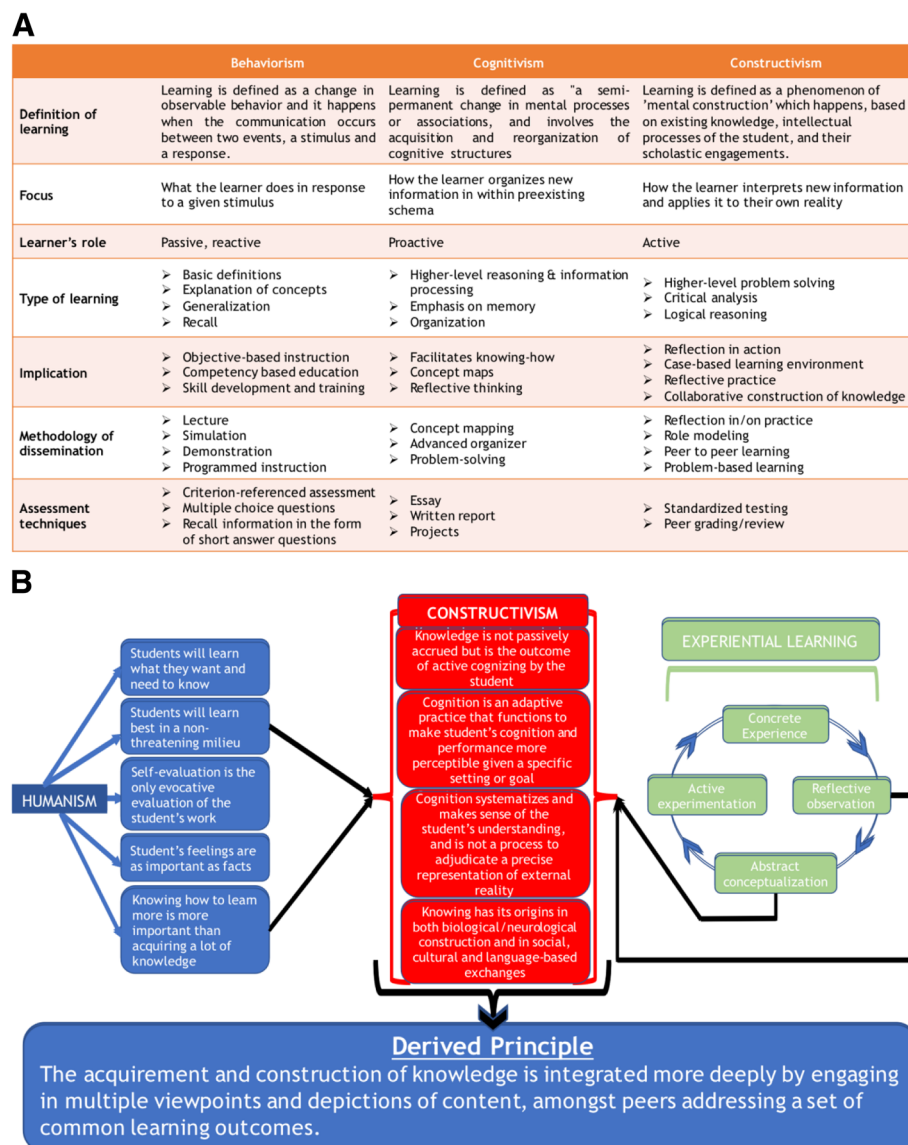 A
Behaviorism
Cognitivism
Constructivism
Definition of
learning
Learning is defined as a change in
observable behavior and it happens
when the communication occurs
between two events, a stimulus and
a response.
Learning is defined as "a semi-
permanent change in mental processes
or associations, and involves the
acquisition and reorganization of
cognitive structures
Learning is defined as a phenomenon of
'mental construction' which happens, based
on existing knowledge, intellectual
processes of the student, and their
scholastic engagements.
Focus
What the learner does in response
to a given stimulus
How the learner organizes new
information in within preexisting
schema
How the learner interprets new information
and applies it to their own reality
Learner's role
Passive, reactive
Proactive
Active
Type of learning
➢ Basic definitions
➢ Explanation of concepts
➢ Generalization
➢ Recall
➢ Higher-level reasoning & information
processing
➢ Emphasis on memory
➢ Organization
➢ Higher-level problem solving
➢ Critical analysis
➢ Logical reasoning
Implication
➢ Objective-based instruction
➢ Competency based education
➢ Skill development and training
➢ Facilitates knowing-how
➢ Concept maps
➢ Reflective thinking
➢ Reflection in action
➢ Case-based learning environment
➢ Reflective practice
➢ Collaborative construction of knowledge
Methodology of
dissemination
➢ Lecture
➢ Simulation
➢ Demonstration
➢ Programmed instruction
➢ Concept mapping
➢ Advanced organizer
➢ Problem-solving
➢ Reflection in/on practice
➢ Role modeling
➢ Peer to peer learning
➢ Problem-based learning
Assessment
techniques
➢ Criterion-referenced assessment
➢ Multiple choice questions
➢ Recall information in the form
of short answer questions
➢ Essay
➢ Written report
➢ Projects
➢ Standardized testing
➢ Peer grading/review
B
HUMANISM
Students will learn
what they want and
need to know
Students will learn
best in a non-
threatening milieu
Self-evaluation is the
only evocative
evaluation of the
student's work
Student's feelings are
as important as facts
Knowing how to learn
more is more
important than
acquiring a lot of
knowledge
CONSTRUCTIVISM
Knowledge is not passively
accrued but is the outcome
of active cognizing by the
student
Cognition is an adaptive
practice that functions to
make student's cognition and
performance more
perceptible given a specific
setting or goal
Cognition systematizes and
makes sense of the
student's understanding,
and is not a process to
adjudicate a precise
representation of external
reality
Knowing has its origins in
both biological/neurological
construction and in social,
cultural and language-based
exchanges
EXPERIENTIAL LEARNING
Concrete
Experience
Reflective
observation
Abstract
conceptualization
Active
experimentation
Derived Principle
The acquirement and construction of knowledge is integrated more deeply by engaging
in multiple viewpoints and depictions of content, amongst peers addressing a set of
common learning outcomes.